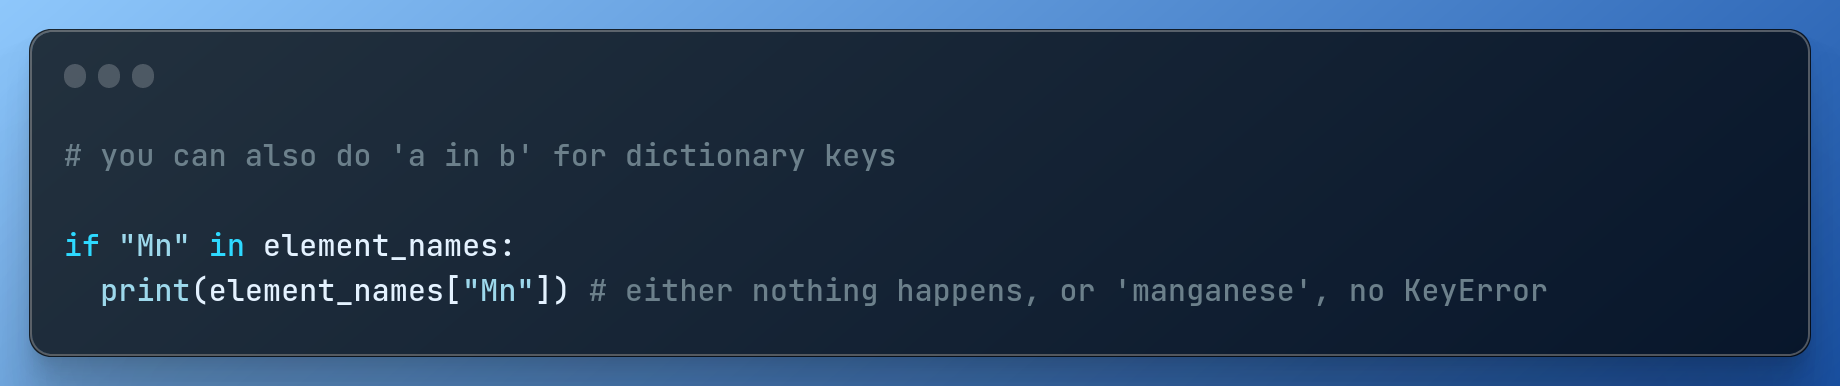 # you can also do 'a in b' for dictionary keys
if "Mn" in element_names:
  print(element_names["Mn"]) # either nothing happens, or 'manganese', no KeyError